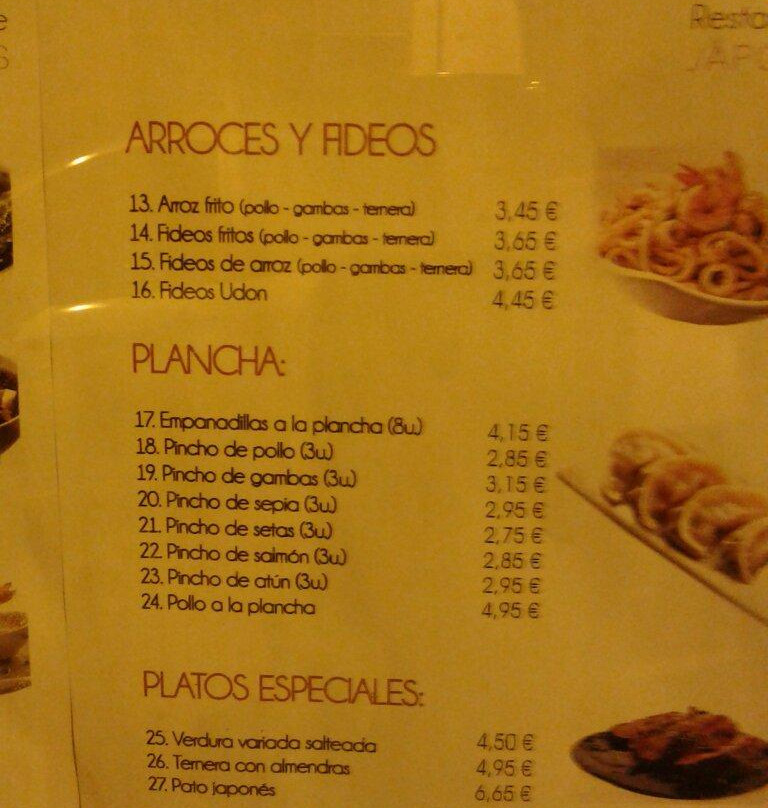 ARROCES Y FIDEOS
13. Arroz frito (pollo - gambas - ternera) 3,45 €
14. Fideos fritos (pollo - gambas - ternera) 3,65 €
15. Fideos de arroz (pollo - gambas - ternera) 3,65 €
16. Fideos Udon 4,45 €
PLANCHA:
17. Empanadillas a la plancha (8u) 4,15 €
18. Pincho de pollo (3u) 2,85 €
19. Pincho de gambas (3u) 3,15 €
20. Pincho de sepia (3u) 2,95 €
21. Pincho de setas (3u) 2,75 €
22. Pincho de salmón (3u) 2,85 €
23. Pincho de atún (3u) 2,95 €
24. Pollo a la plancha 4,95 €
PLATOS ESPECIALES:
25. Verdura variada salteada 4,50 €
26. Ternera con almendras 4,95 €
27. Pato japonés 6,65 €